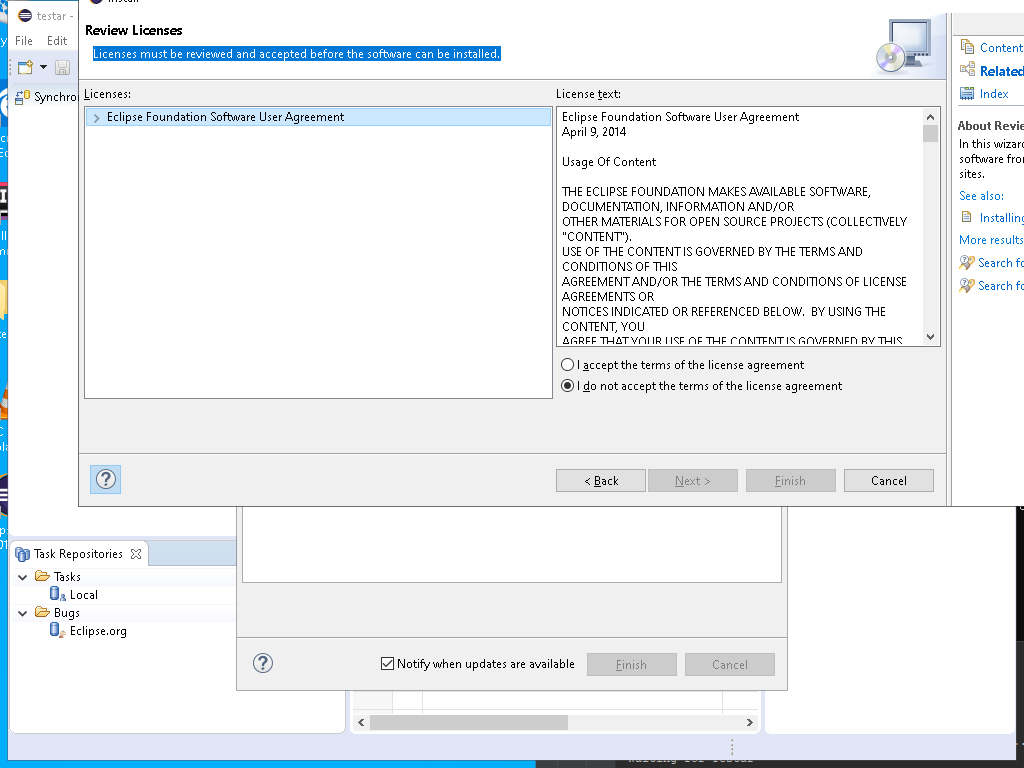 testar -
File Edit
Synchro
Review Licenses
Licenses must be reviewed and accepted before the software can be installed.
Licenses:
Eclipse Foundation Software User Agreement
License text:
Eclipse Foundation Software User Agreement
April 9, 2014
Usage Of Content
THE ECLIPSE FOUNDATION MAKES AVAILABLE SOFTWARE,
DOCUMENTATION, INFORMATION AND/OR
OTHER MATERIALS FOR OPEN SOURCE PROJECTS (COLLECTIVELY
"CONTENT").
USE OF THE CONTENT IS GOVERNED BY THE TERMS AND
CONDITIONS OF THIS
AGREEMENT AND/OR THE TERMS AND CONDITIONS OF LICENSE
AGREEMENTS OR
NOTICES INDICATED OR REFERENCED BELOW.  BY USING THE
CONTENT, YOU
AGREE THAT YOUR USE OF THE CONTENT IS GOVERNED BY THIS
I accept the terms of the license agreement
I do not accept the terms of the license agreement
< Back
Next >
Finish
Cancel
Content
Related
Index
About Revie
In this wizar
software fro
sites.
See also:
Installing
More results
Search fo
Search fo
Task Repositories
Tasks
Local
Bugs
Eclipse.org
Notify when updates are available
Finish
Cancel